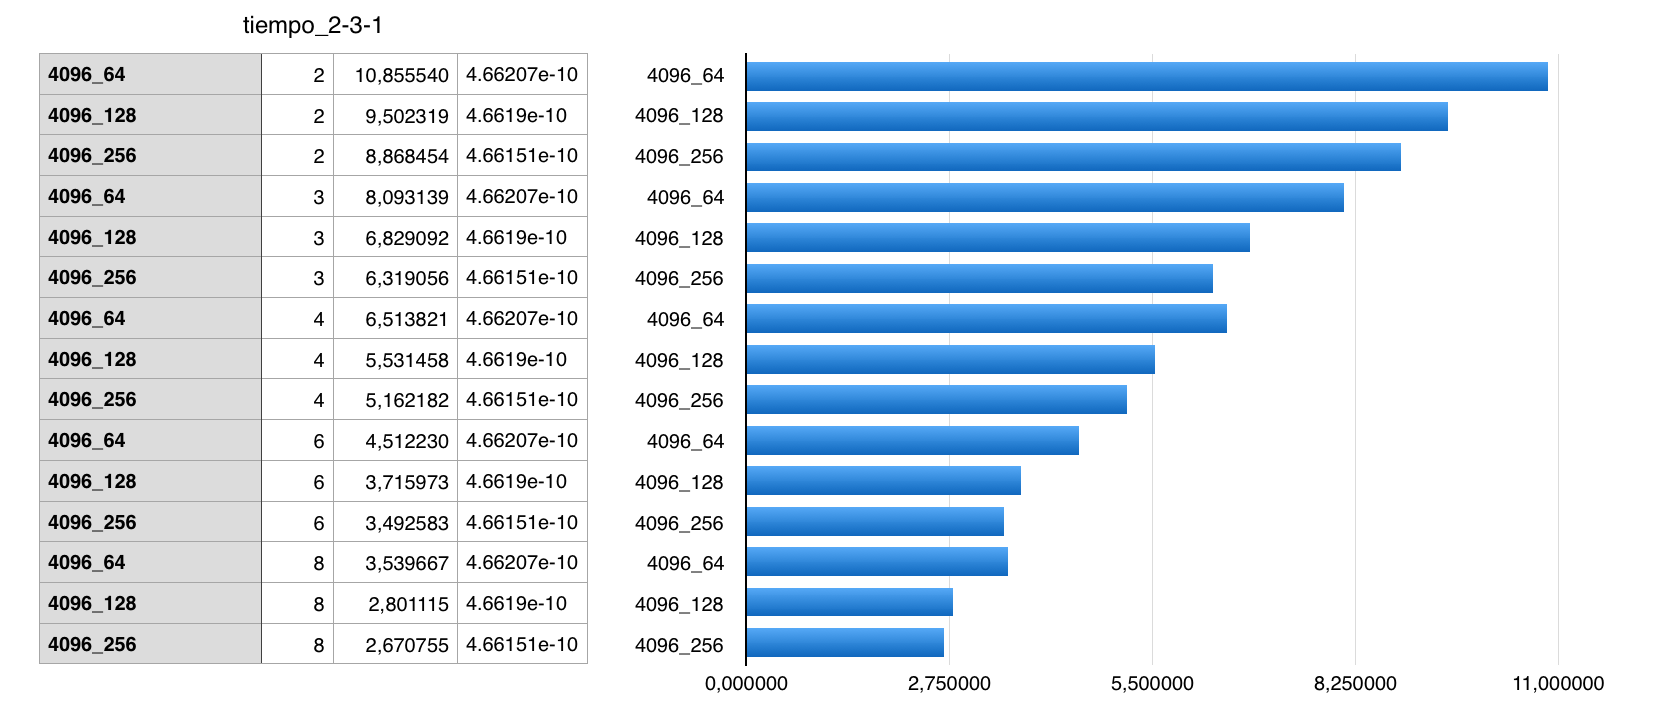 tiempo_2-3-1
4096_64 2 10,855540 4.66207e-10
4096_128 2 9,502319 4.6619e-10
4096_256 2 8,868454 4.66151e-10
4096_64 3 8,093139 4.66207e-10
4096_128 3 6,829092 4.6619e-10
4096_256 3 6,319056 4.66151e-10
4096_64 4 6,513821 4.66207e-10
4096_128 4 5,531458 4.6619e-10
4096_256 4 5,162182 4.66151e-10
4096_64 6 4,512230 4.66207e-10
4096_128 6 3,715973 4.6619e-10
4096_256 6 3,492583 4.66151e-10
4096_64 8 3,539667 4.66207e-10
4096_128 8 2,801115 4.6619e-10
4096_256 8 2,670755 4.66151e-10
4096_64
4096_128
4096_256
4096_64
4096_128
4096_256
4096_64
4096_128
4096_256
4096_64
4096_128
4096_256
4096_64
4096_128
4096_256
0,000000 2,750000 5,500000 8,250000 11,000000